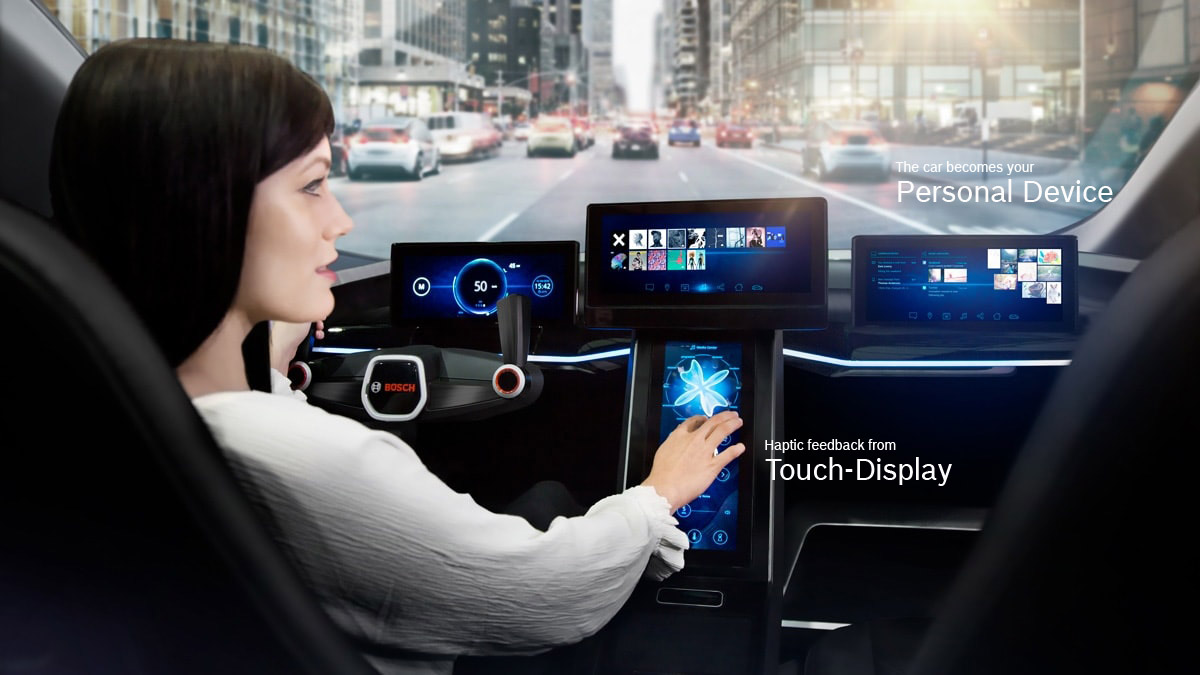 The car becomes your
Personal Device
M
50
15:42
BOSCH
Haptic feedback from
Touch-Display